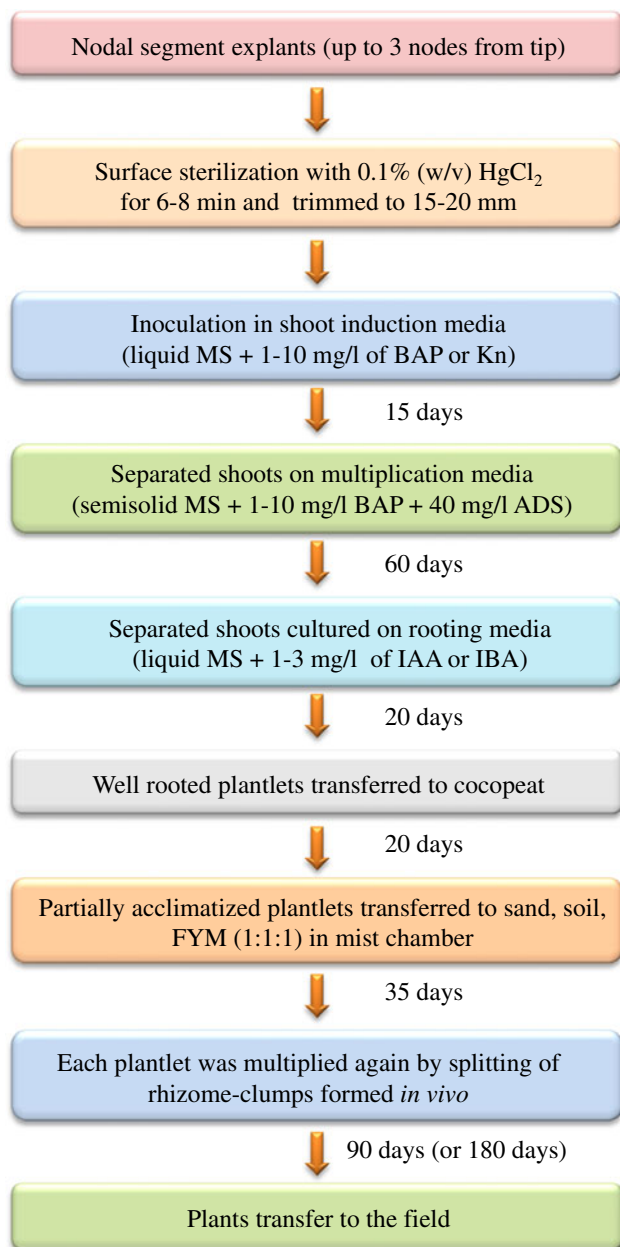 Nodal segment explants (up to 3 nodes from tip)
Surface sterilization with 0.1% (w/v) HgCl₂
for 6-8 min and trimmed to 15-20 mm
Inoculation in shoot induction media
(liquid MS + 1-10 mg/l of BAP or Kn)
15 days
Separated shoots on multiplication media
(semisolid MS + 1-10 mg/l BAP + 40 mg/l ADS)
60 days
Separated shoots cultured on rooting media
(liquid MS + 1-3 mg/l of IAA or IBA)
20 days
Well rooted plantlets transferred to cocopeat
20 days
Partially acclimatized plantlets transferred to sand, soil,
FYM (1:1:1) in mist chamber
35 days
Each plantlet was multiplied again by splitting of
rhizome-clumps formed in vivo
90 days (or 180 days)
Plants transfer to the field